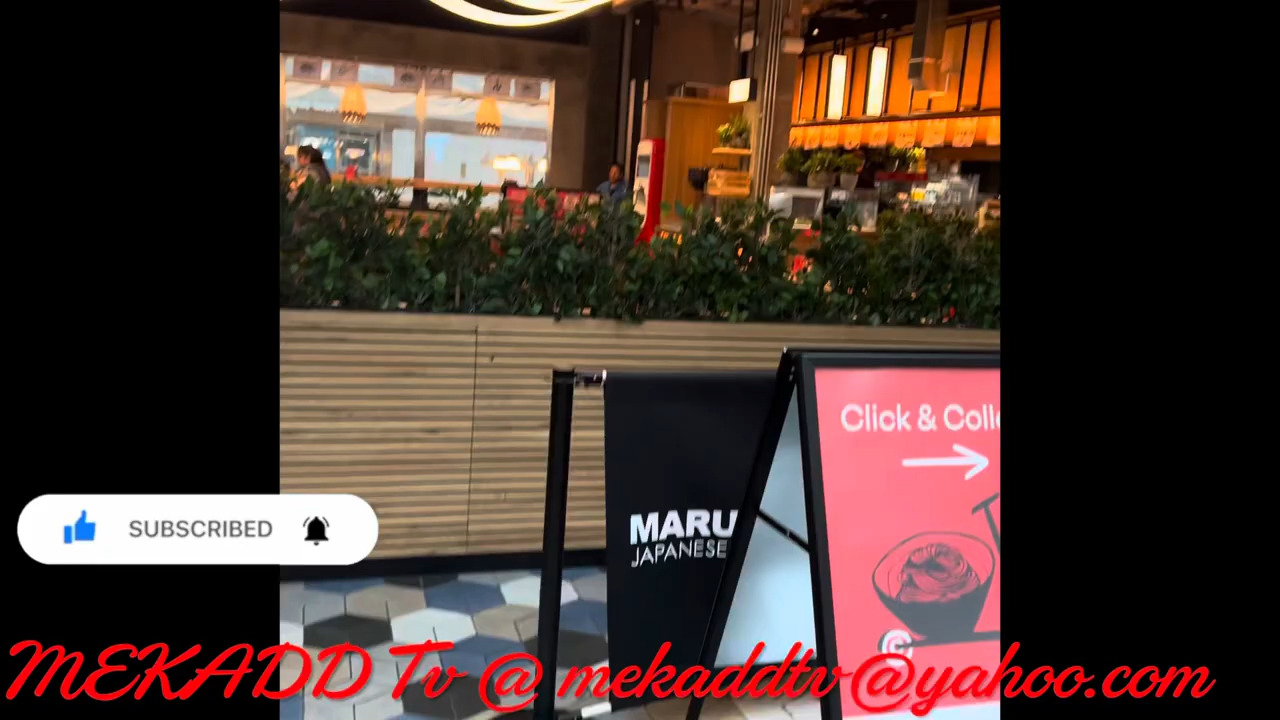 Click & Colle
MARU
JAPANESE
SUBSCRIBED
MEKADD Tv @ mekaddtv@yahoo.com